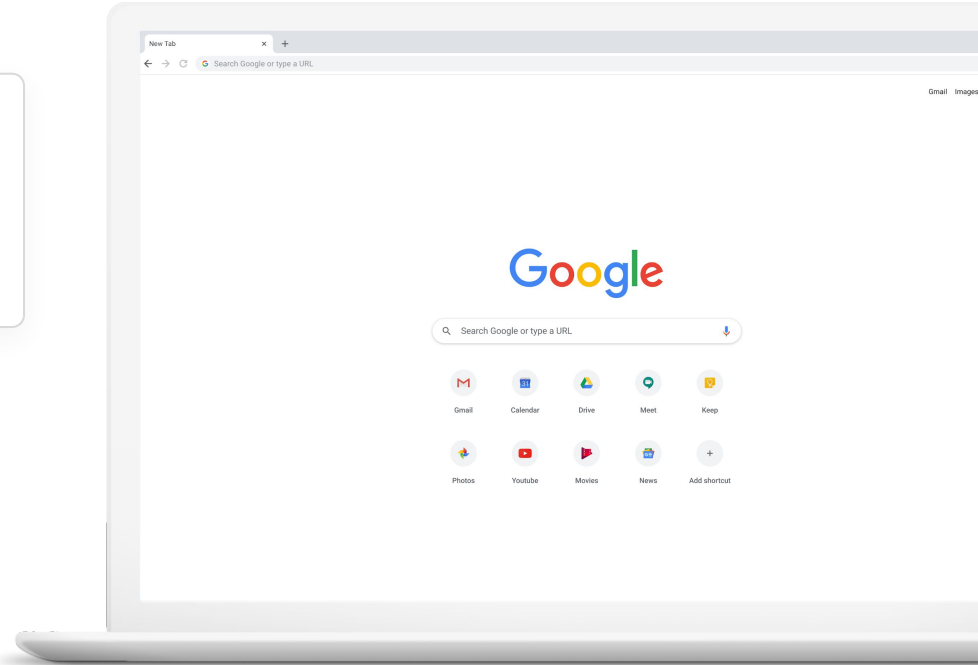 New Tab
Search Google or type a URL
Gmail Images
Google
Search Google or type a URL
Gmail Calendar Drive Meet Keep
Photos Youtube Movies News Add shortcut